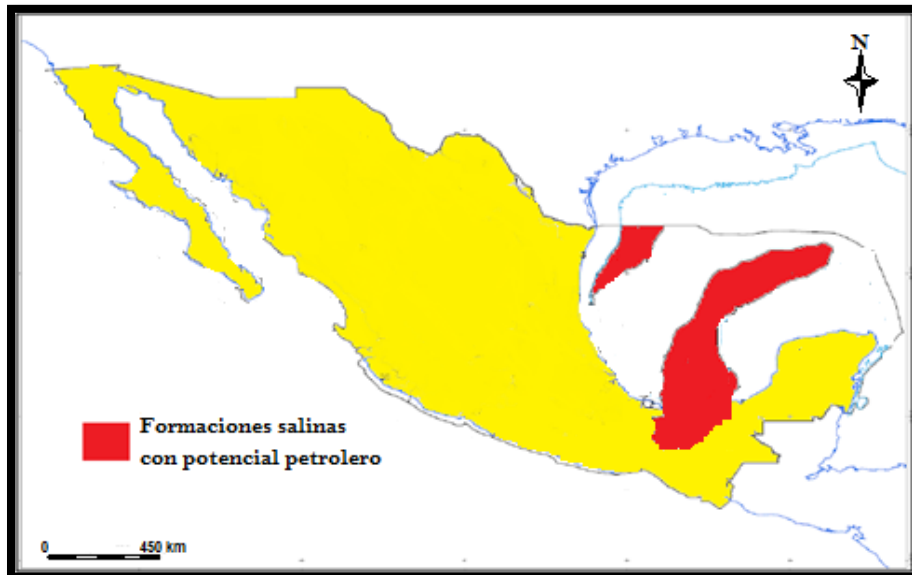 N
Formaciones salinas
con potencial petrolero
0 450 km